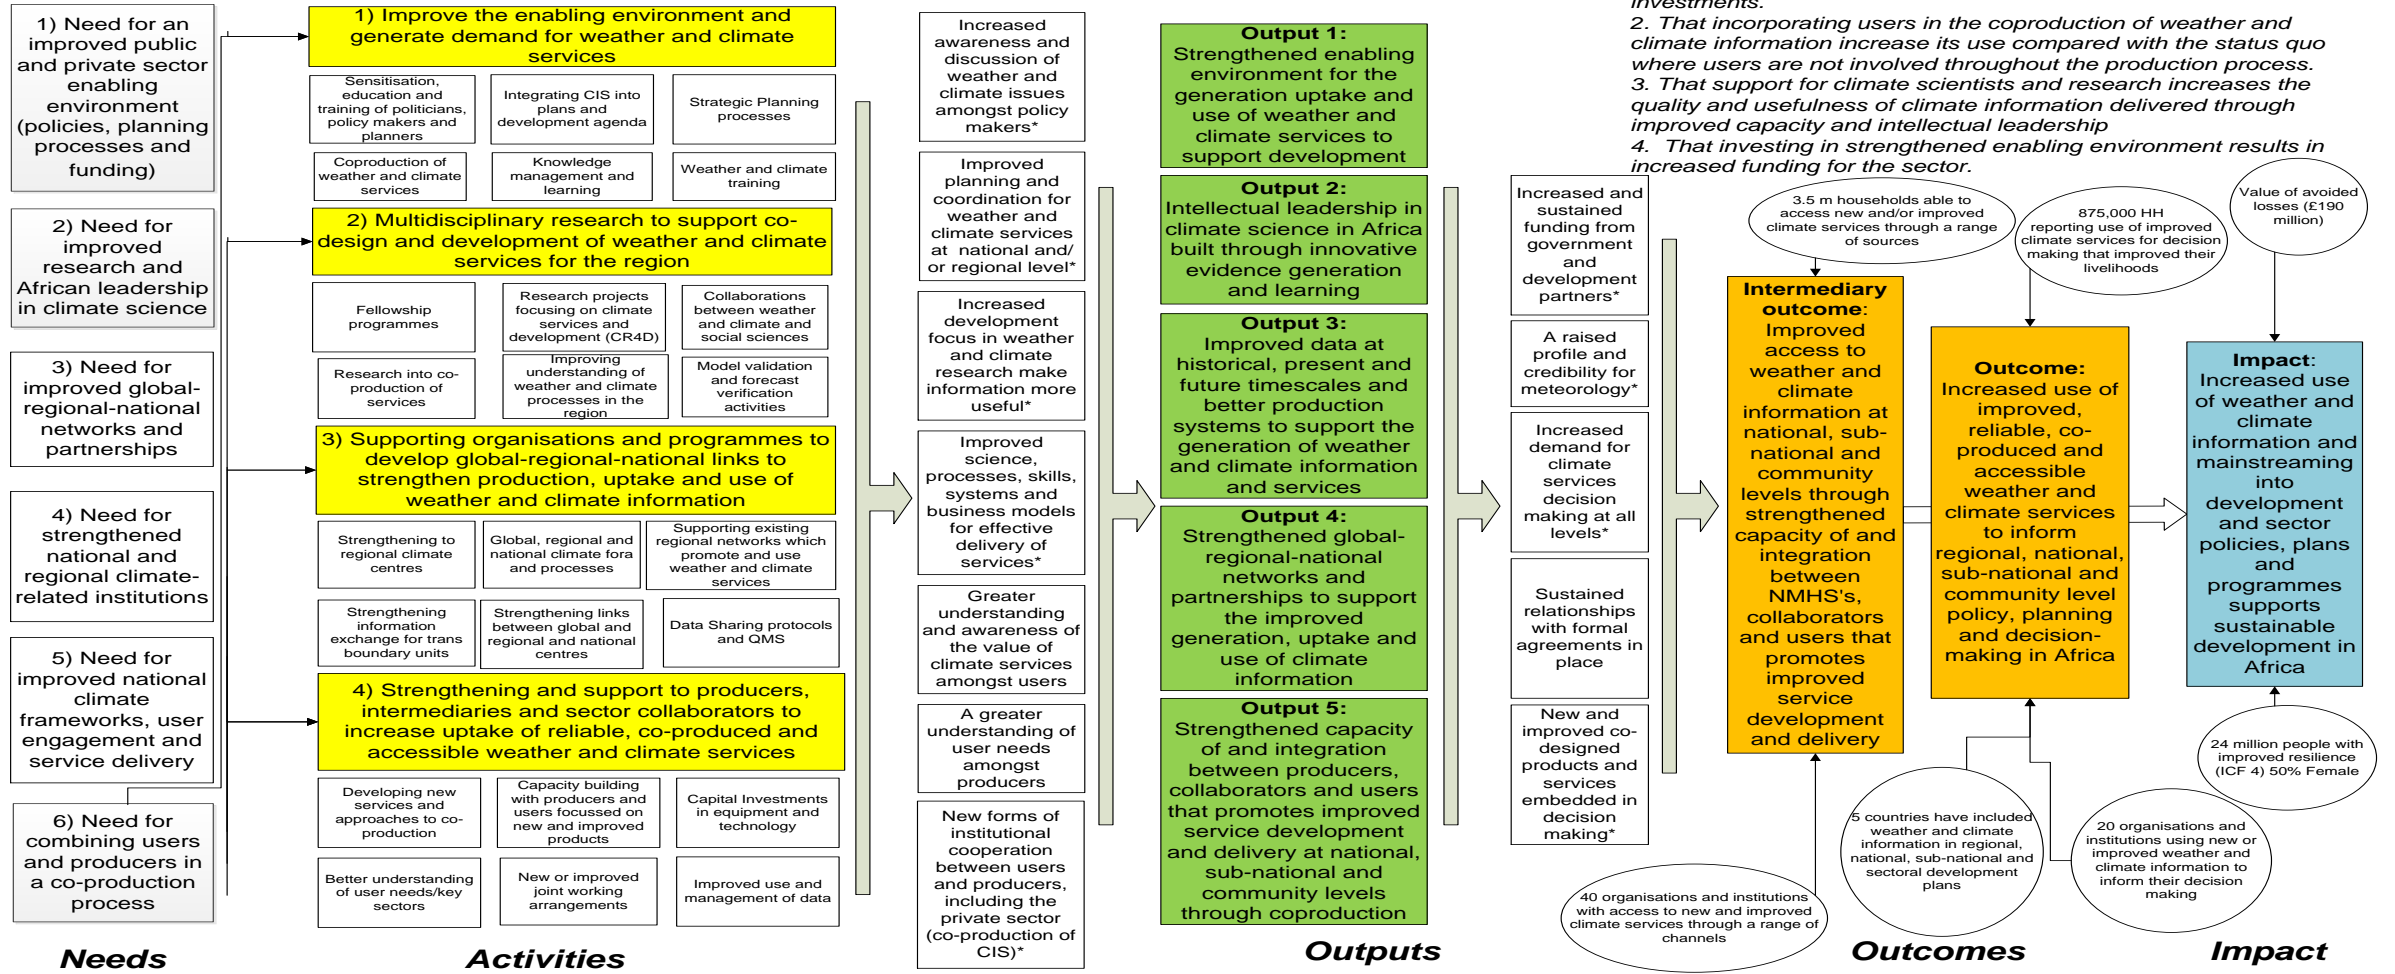 investments.
2. That incorporating users in the coproduction of weather and
climate information increase its use compared with the status quo
where users are not involved throughout the production process.
3. That support for climate scientists and research increases the
quality and usefulness of climate information delivered through
improved capacity and intellectual leadership
4. That investing in strengthened enabling environment results in
increased funding for the sector.
1) Need for an
improved public
and private sector
enabling
environment
(policies, planning
processes and
funding)
2) Need for
improved
research and
African leadership
in climate science
3) Need for
improved global-
regional-national
networks and
partnerships
4) Need for
strengthened
national and
regional climate-
related institutions
5) Need for
improved national
climate
frameworks, user
engagement and
service delivery
6) Need for
combining users
and producers in
a co-production
process
Needs
1) Improve the enabling environment and
generate demand for weather and climate
services
Sensitisation,
education and
training of politicians,
policy makers and
planners
Integrating CIS into
plans and
development agenda
Strategic Planning
processes
Coproduction of
weather and climate
services
Knowledge
management and
learning
Weather and climate
training
2) Multidisciplinary research to support co-
design and development of weather and climate
services for the region
Fellowship
programmes
Research projects
focusing on climate
services and
development (CR4D)
Collaborations
between weather
and climate and
social sciences
Research into co-
production of
services
Improving
understanding of
weather and climate
processes in the
region
Model validation
and forecast
verification
activities
3) Supporting organisations and programmes to
develop global-regional-national links to
strengthen production, uptake and use of
weather and climate information
Strengthening to
regional climate
centres
Global, regional and
national climate fora
and processes
Supporting existing
regional networks which
promote and use
weather and climate
services
Strengthening
information
exchange for trans
boundary units
Strengthening links
between global and
regional and national
centres
Data Sharing protocols
and QMS
4) Strengthening and support to producers,
intermediaries and sector collaborators to
increase uptake of reliable, co-produced and
accessible weather and climate services
Developing new
services and
approaches to co-
production
Capacity building
with producers and
users focussed on
new and improved
products
Capital Investments
in equipment and
technology
Better understanding
of user needs/key
sectors
New or improved
joint working
arrangements
Improved use and
management of data
Activities
Increased
awareness and
discussion of
weather and
climate issues
amongst policy
makers*
Improved
planning and
coordination for
weather and
climate services
at national and/
or regional level*
Increased
development
focus in weather
and climate
research make
information more
useful*
Improved
science,
processes, skills,
systems and
business models
for effective
delivery of
services*
Greater
understanding
and awareness of
the value of
climate services
amongst users
A greater
understanding of
user needs
amongst
producers
New forms of
institutional
cooperation
between users
and producers,
including the
private sector
(co-production of
CIS)*
Output 1:
Strengthened enabling
environment for the
generation uptake and
use of weather and
climate services to
support development
Output 2:
Intellectual leadership in
climate science in Africa
built through innovative
evidence generation
and learning
Output 3:
Improved data at
historical, present and
future timescales and
better production
systems to support the
generation of weather
and climate information
and services
Output 4:
Strengthened global-
regional-national
networks and
partnerships to support
the improved
generation, uptake and
use of climate
information
Output 5:
Strengthened capacity
of and integration
between producers,
collaborators and users
that promotes improved
service development
and delivery at national,
sub-national and
community levels
through coproduction
Outputs
Increased and
sustained
funding from
government
and
development
partners*
A raised
profile and
credibility for
meteorology*
Increased
demand for
climate
services
decision
making at all
levels*
Sustained
relationships
with formal
agreements in
place
New and
improved co-
designed
products and
services
embedded in
decision
making*
3.5 m households able to
access new and/or improved
climate services through a range
of sources
Intermediary
outcome:
Improved
access to
weather and
climate
information at
national, sub-
national and
community
levels through
strengthened
capacity of and
integration
between
NMHS's,
collaborators
and users that
promotes
improved
service
development
and delivery
40 organisations and institutions
with access to new and improved
climate services through a range of
channels
875,000 HH
reporting use of improved
climate services for decision
making that improved their
livelihoods
Outcome:
Increased use of
improved,
reliable, co-
produced and
accessible
weather and
climate services
to inform
regional, national,
sub-national and
community level
policy, planning
and decision-
making in Africa
5 countries have included
weather and climate
information in regional,
national, sub-national and
sectoral development
plans
20 organisations and
institutions using new or
improved weather and
climate information to
inform their decision
making
Outcomes
Value of avoided
losses (£190
million)
Impact:
Increased use
of weather and
climate
information and
mainstreaming
into
development
and sector
policies, plans
and
programmes
supports
sustainable
development in
Africa
24 million people with
improved resilience
(ICF 4) 50% Female
Impact